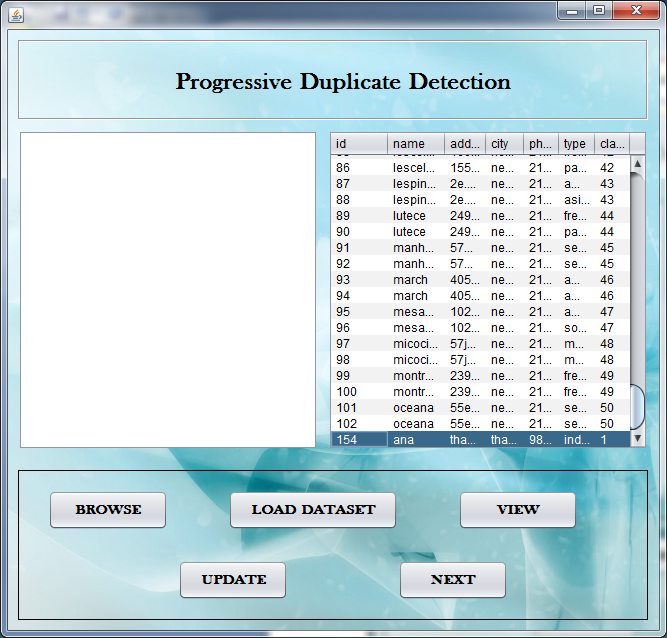 Progressive Duplicate Detection
id name add... city ph... type cla...
86 lescel... 155... ne... 21... pa... 42
87 lespin... 2e.... ne... 21... a... 43
88 lespin... 2e.... ne... 21... asi... 43
89 lutece 249... ne... 21... fre... 44
90 lutece 249... ne... 21... pa... 44
91 manh... 57... ne... 21... se... 45
92 manh... 57... ne... 21... se... 45
93 march 405... ne... 21... a... 46
94 march 405... ne... 21... a... 46
95 mesa... 102... ne... 21... a... 47
96 mesa... 102... ne... 21... so... 47
97 micoci... 57j... ne... 21... m... 48
98 micoci... 57j... ne... 21... m... 48
99 montr... 239... ne... 21... fre... 49
100 montr... 239... ne... 21... fre... 49
101 oceana 55e... ne... 21... se... 50
102 oceana 55e... ne... 21... se... 50
154 ana tha... tha... 98... ind... 1
BROWSE LOAD DATASET VIEW
UPDATE NEXT